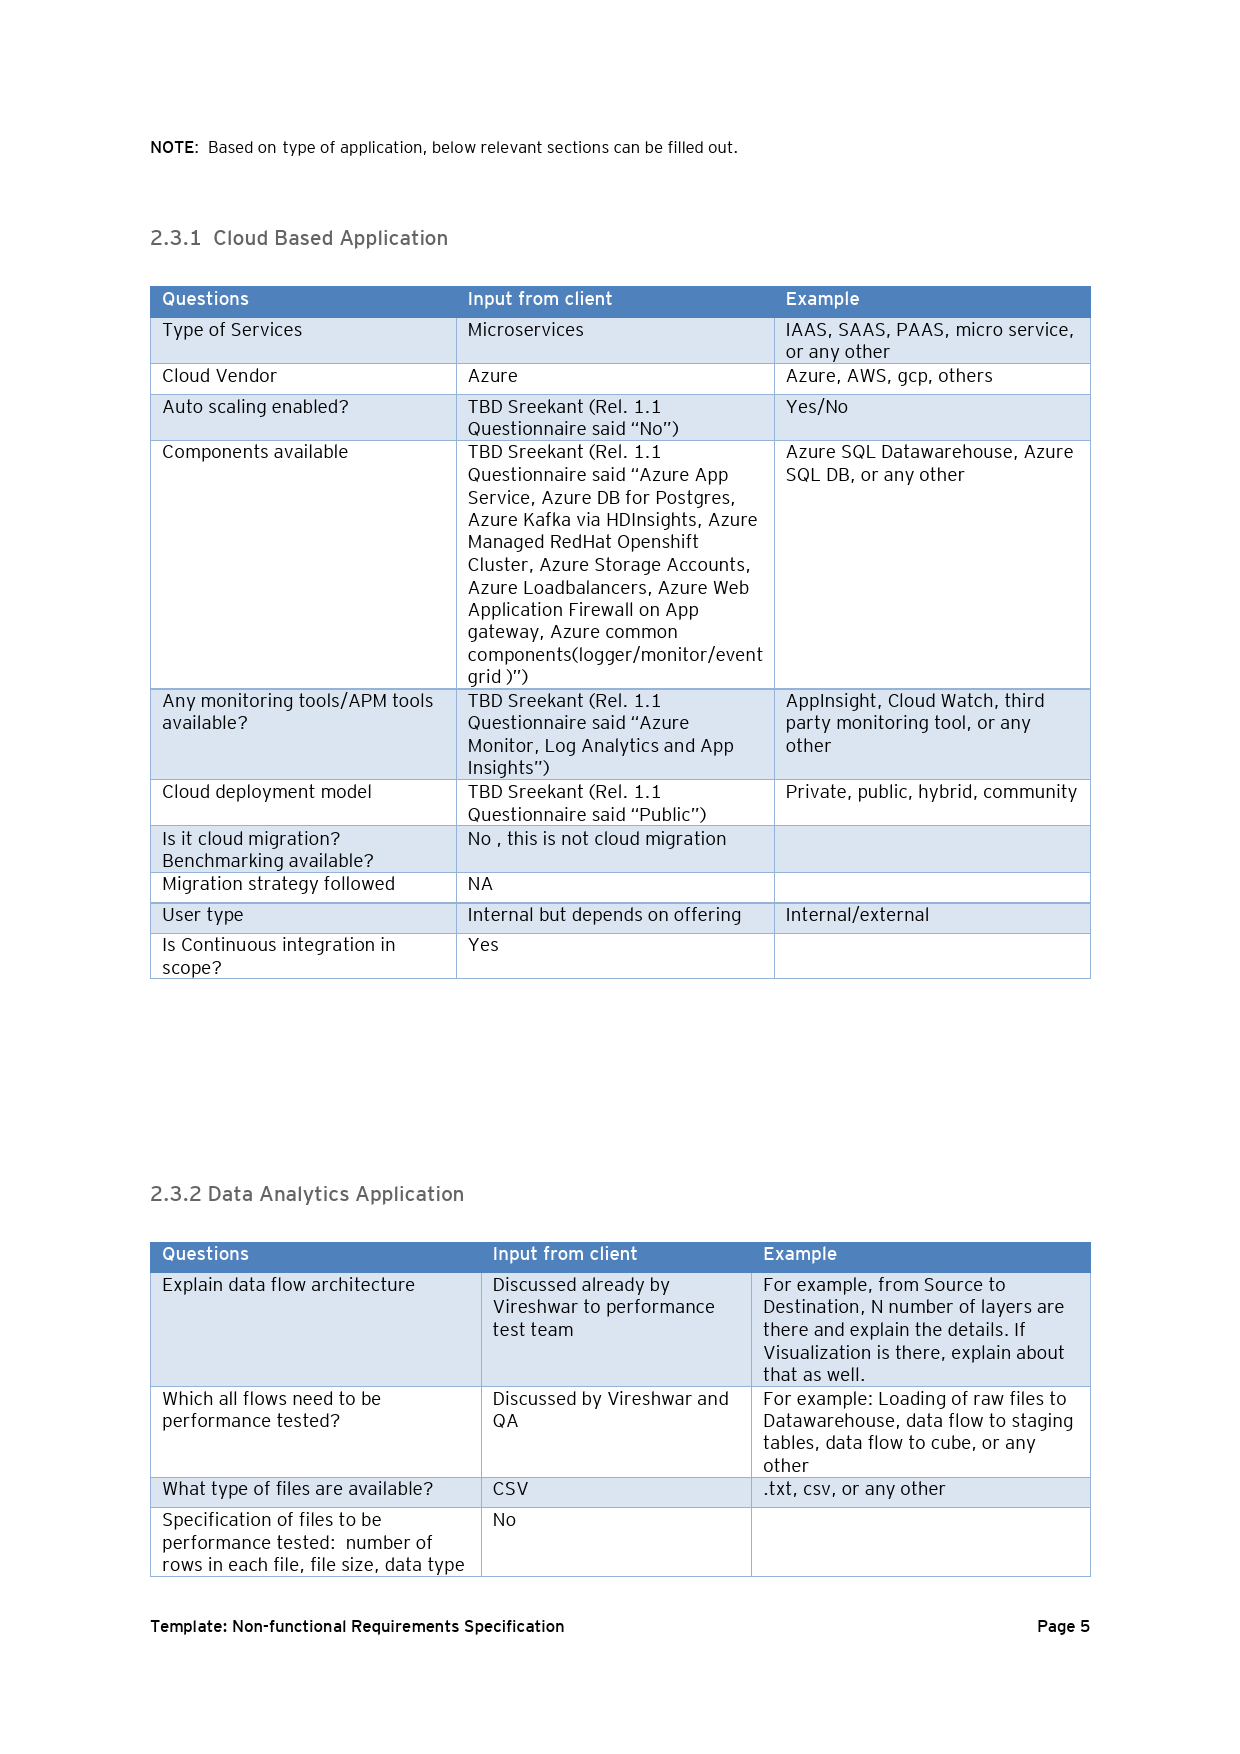 NOTE:  Based on type of application, below relevant sections can be filled out.
2.3.1  Cloud Based Application
Questions
Input from client
Example
Type of Services
Microservices
IAAS, SAAS, PAAS, micro service,
or any other
Cloud Vendor
Azure
Azure, AWS, gcp, others
Auto scaling enabled?
TBD Sreekant (Rel. 1.1
Questionnaire said “No”)
Yes/No
Components available
TBD Sreekant (Rel. 1.1
Questionnaire said “Azure App
Service, Azure DB for Postgres,
Azure Kafka via HDInsights, Azure
Managed RedHat Openshift
Cluster, Azure Storage Accounts,
Azure Loadbalancers, Azure Web
Application Firewall on App
gateway, Azure common
components(logger/monitor/event
grid )”)
Azure SQL Datawarehouse, Azure
SQL DB, or any other
Any monitoring tools/APM tools
available?
TBD Sreekant (Rel. 1.1
Questionnaire said “Azure
Monitor, Log Analytics and App
Insights”)
AppInsight, Cloud Watch, third
party monitoring tool, or any
other
Cloud deployment model
TBD Sreekant (Rel. 1.1
Questionnaire said “Public”)
Private, public, hybrid, community
Is it cloud migration?
Benchmarking available?
No , this is not cloud migration
Migration strategy followed
NA
User type
Internal but depends on offering
Internal/external
Is Continuous integration in
scope?
Yes
2.3.2 Data Analytics Application
Questions
Input from client
Example
Explain data flow architecture
Discussed already by
Vireshwar to performance
test team
For example, from Source to
Destination, N number of layers are
there and explain the details. If
Visualization is there, explain about
that as well.
Which all flows need to be
performance tested?
Discussed by Vireshwar and
QA
For example: Loading of raw files to
Datawarehouse, data flow to staging
tables, data flow to cube, or any
other
What type of files are available?
CSV
.txt, csv, or any other
Specification of files to be
performance tested:  number of
rows in each file, file size, data type
No
Template: Non-functional Requirements Specification
Page 5